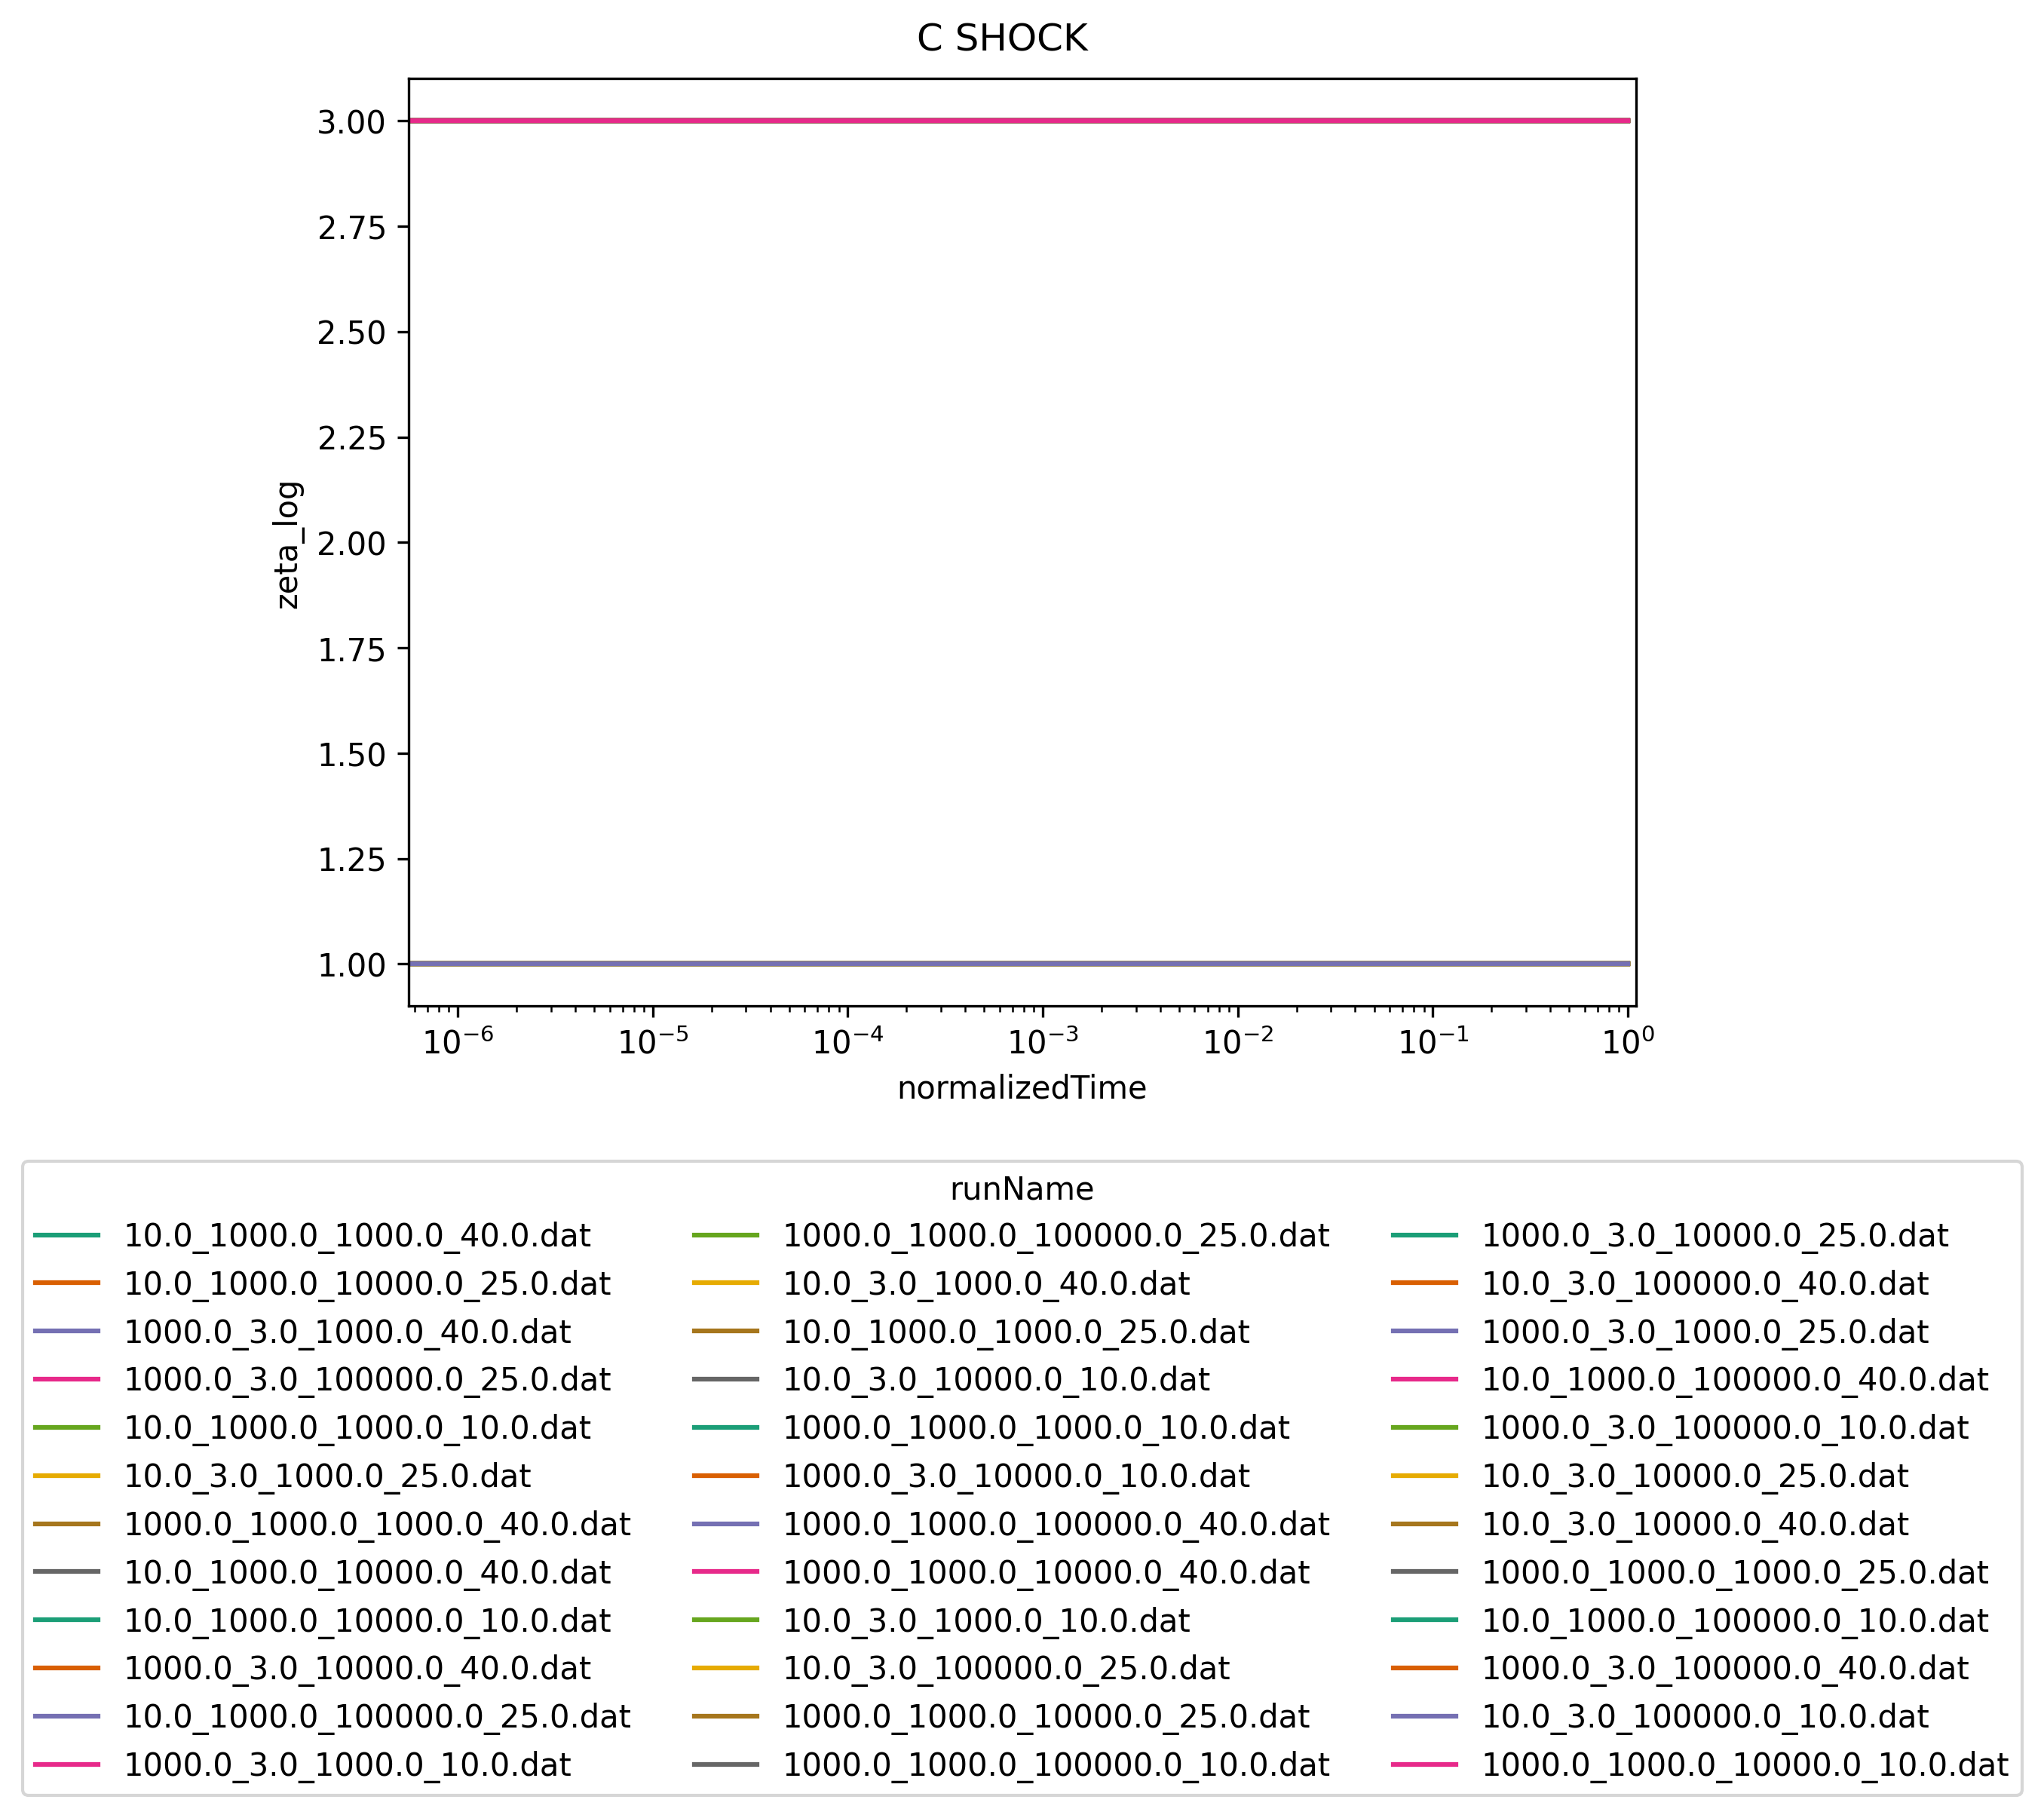 C SHOCK
3.00
2.75
2.50
2.25
2.00
1.75
1.50
1.25
1.00
zeta_log
10⁻⁶ 10⁻⁵ 10⁻⁴ 10⁻³ 10⁻² 10⁻¹ 10⁰
normalizedTime
runName
10.0_1000.0_1000.0_40.0.dat
10.0_1000.0_10000.0_25.0.dat
1000.0_3.0_1000.0_40.0.dat
1000.0_3.0_100000.0_25.0.dat
10.0_1000.0_1000.0_10.0.dat
10.0_3.0_1000.0_25.0.dat
1000.0_1000.0_1000.0_40.0.dat
10.0_1000.0_10000.0_40.0.dat
10.0_1000.0_10000.0_10.0.dat
1000.0_3.0_10000.0_40.0.dat
10.0_1000.0_100000.0_25.0.dat
1000.0_3.0_1000.0_10.0.dat
1000.0_1000.0_100000.0_25.0.dat
10.0_3.0_1000.0_40.0.dat
10.0_1000.0_1000.0_25.0.dat
10.0_3.0_10000.0_10.0.dat
1000.0_1000.0_1000.0_10.0.dat
1000.0_3.0_10000.0_10.0.dat
1000.0_1000.0_100000.0_40.0.dat
1000.0_1000.0_10000.0_40.0.dat
10.0_3.0_1000.0_10.0.dat
10.0_3.0_100000.0_25.0.dat
1000.0_1000.0_10000.0_25.0.dat
1000.0_1000.0_100000.0_10.0.dat
1000.0_3.0_10000.0_25.0.dat
10.0_3.0_100000.0_40.0.dat
1000.0_3.0_1000.0_25.0.dat
10.0_1000.0_100000.0_40.0.dat
1000.0_3.0_100000.0_10.0.dat
10.0_3.0_10000.0_25.0.dat
10.0_3.0_10000.0_40.0.dat
1000.0_1000.0_1000.0_25.0.dat
10.0_1000.0_100000.0_10.0.dat
1000.0_3.0_100000.0_40.0.dat
10.0_3.0_100000.0_10.0.dat
1000.0_1000.0_10000.0_10.0.dat